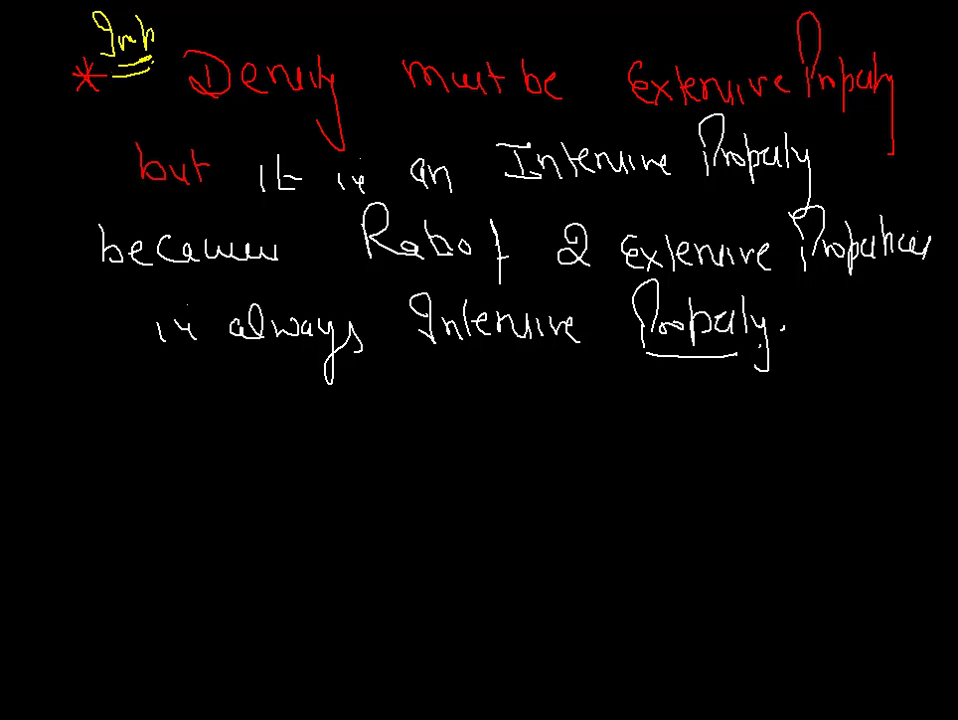 Imp
* Density must be Extensive Property
but it is an Intensive Property
because Ratio of 2 Extensive Properties
is always Intensive Property.